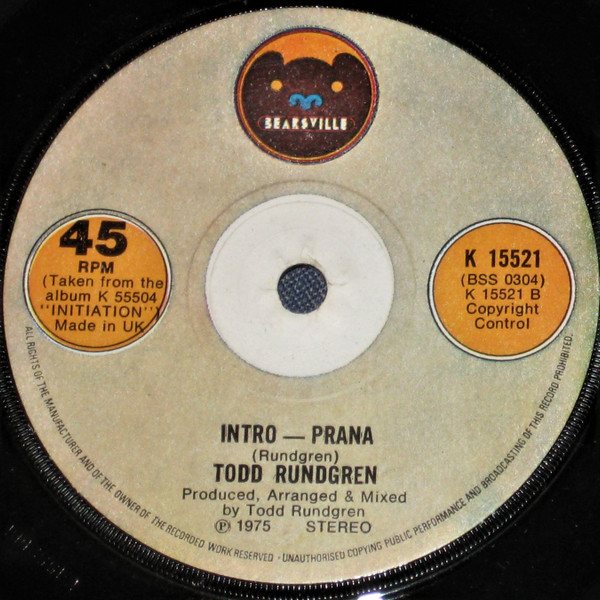 BEARSVILLE
45
RPM
(Taken from the
album K 55504
"INITIATION")
Made in UK
K 15521
(BSS 0304)
K 15521 B
Copyright
Control
INTRO — PRANA
(Rundgren)
TODD RUNDGREN
Produced, Arranged & Mixed
by Todd Rundgren
℗ 1975 STEREO
ALL RIGHTS OF THE MANUFACTURER AND OF THE OWNER OF THE RECORDED WORK RESERVED · UNAUTHORISED COPYING PUBLIC PERFORMANCE AND BROADCASTING OF THIS RECORD PROHIBITED.